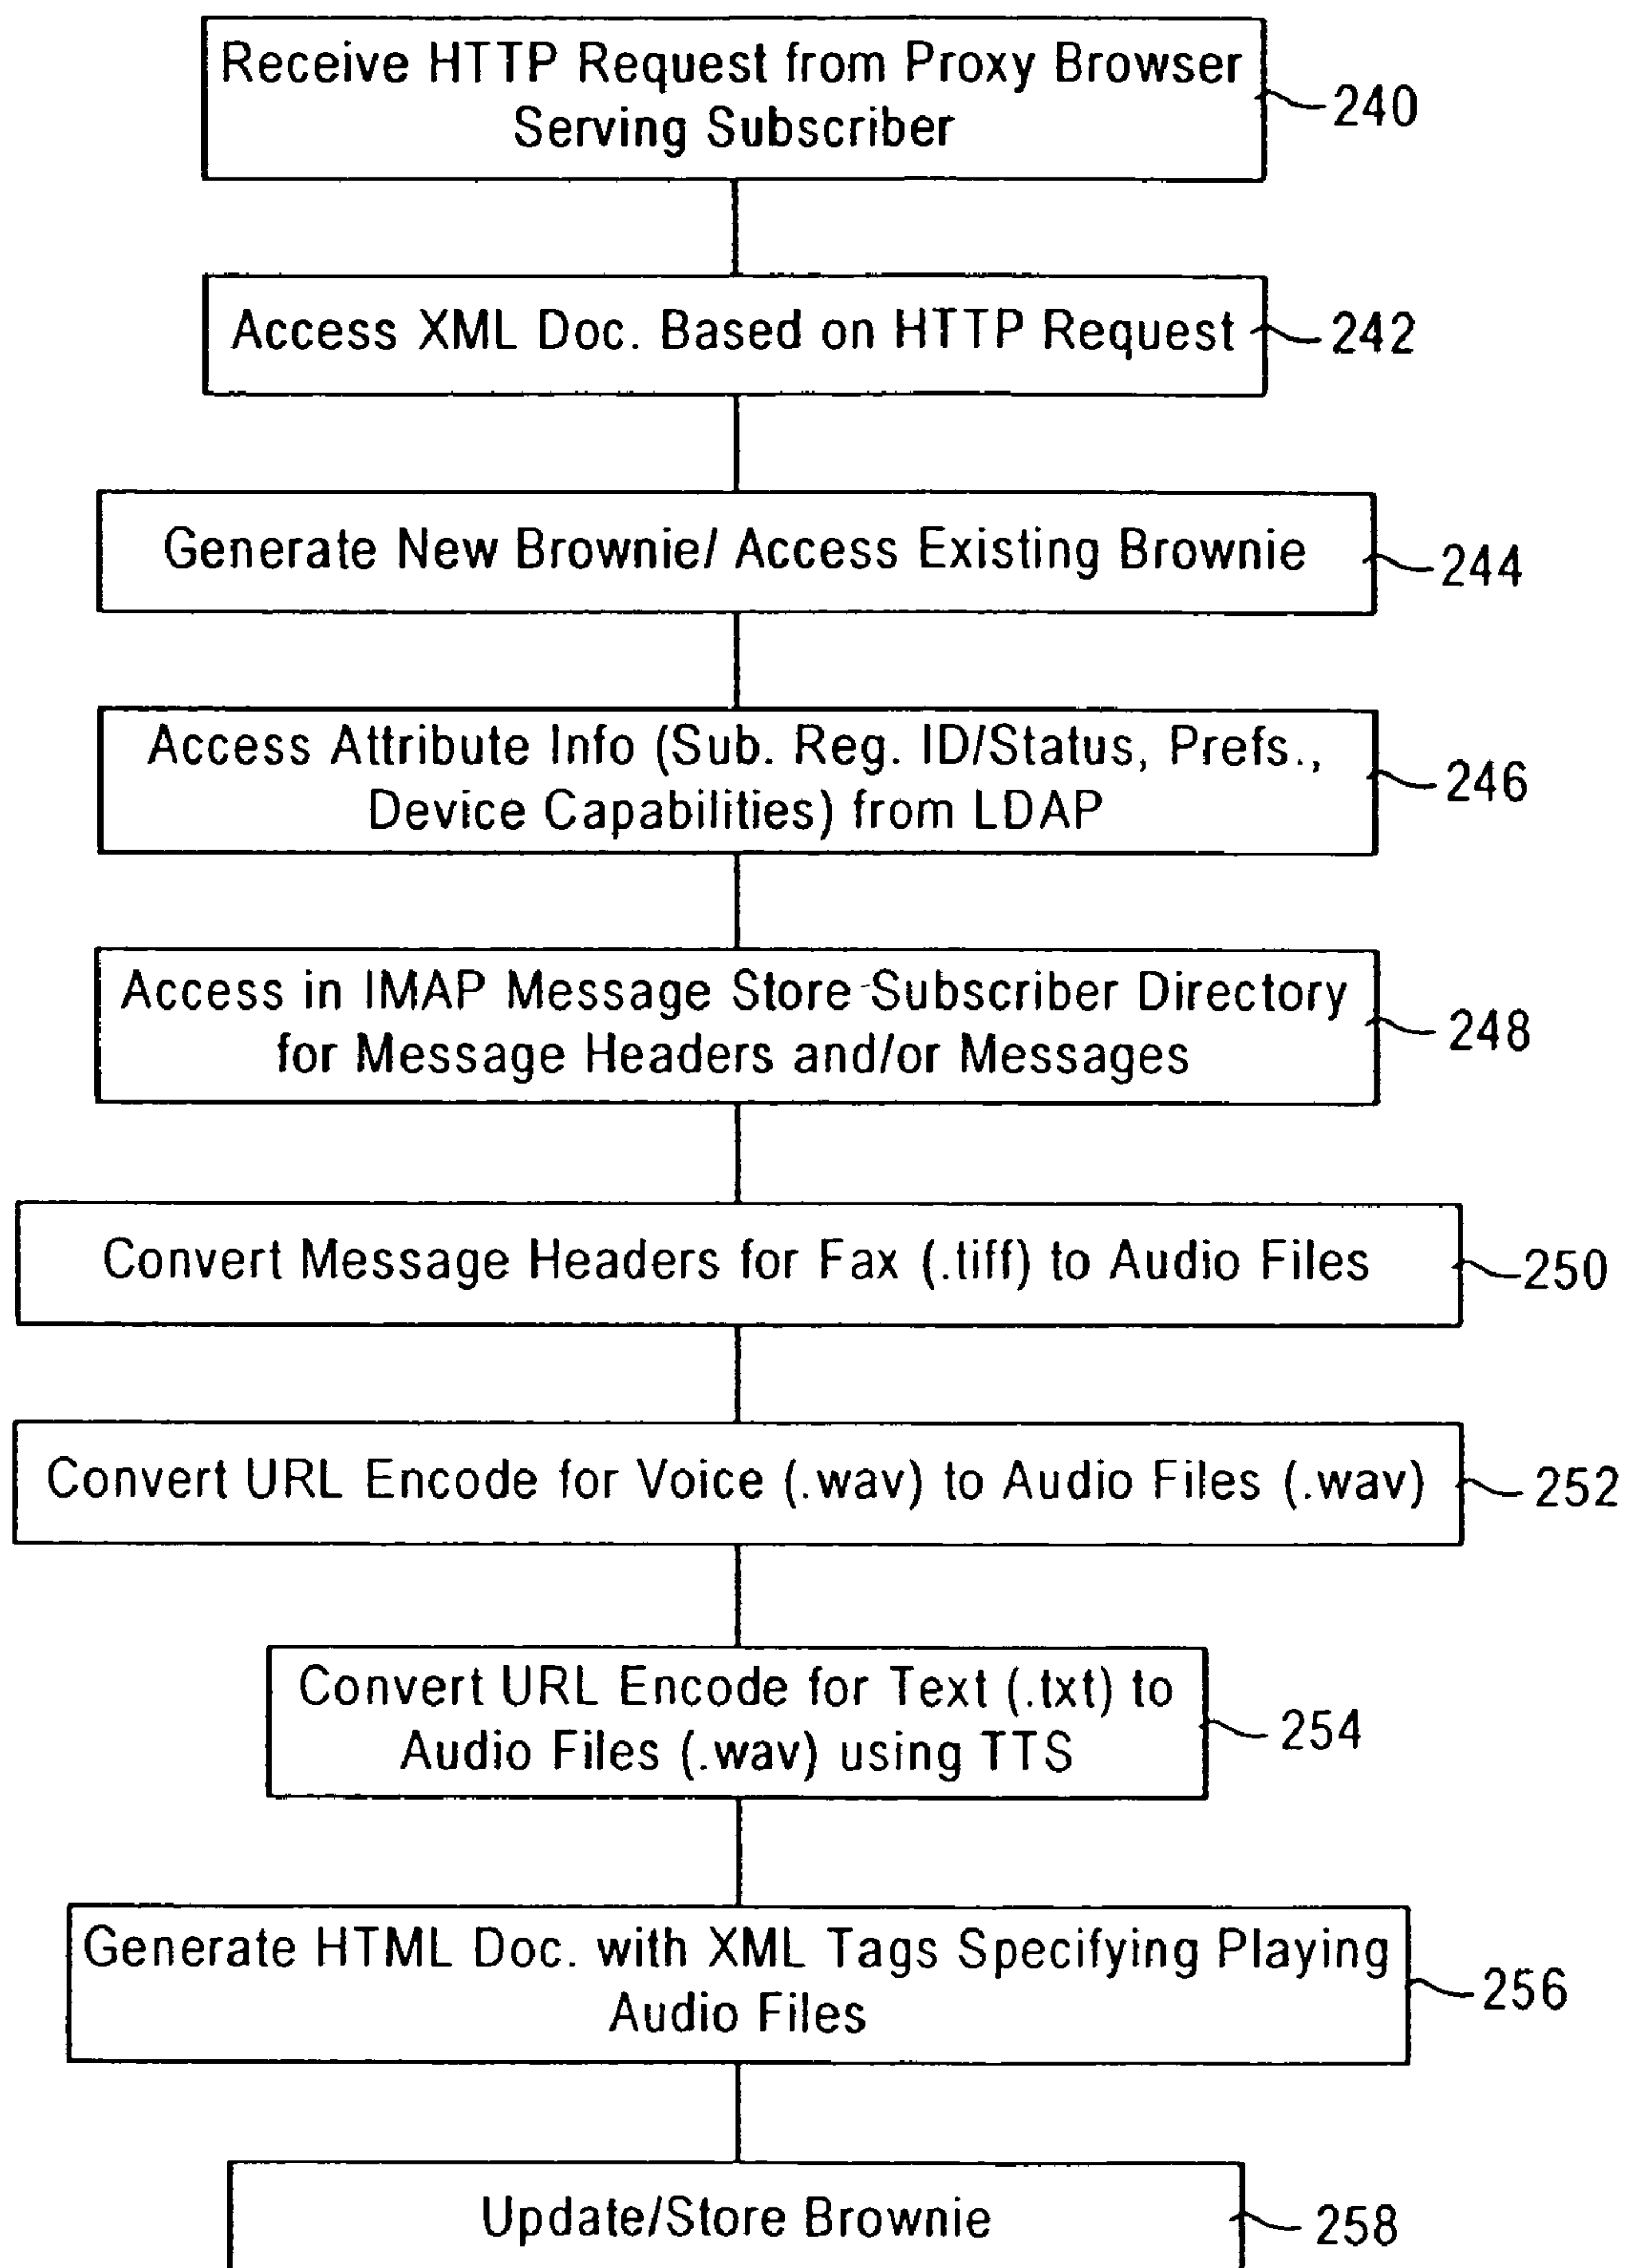 Receive HTTP Request from Proxy Browser
Serving Subscriber
240
Access XML Doc. Based on HTTP Request
242
Generate New Brownie/ Access Existing Brownie
244
Access Attribute Info (Sub. Reg. ID/Status, Prefs.,
Device Capabilities) from LDAP
246
Access in IMAP Message Store Subscriber Directory
for Message Headers and/or Messages
248
Convert Message Headers for Fax (.tiff) to Audio Files
250
Convert URL Encode for Voice (.wav) to Audio Files (.wav)
252
Convert URL Encode for Text (.txt) to
Audio Files (.wav) using TTS
254
Generate HTML Doc. with XML Tags Specifying Playing
Audio Files
256
Update/Store Brownie
258